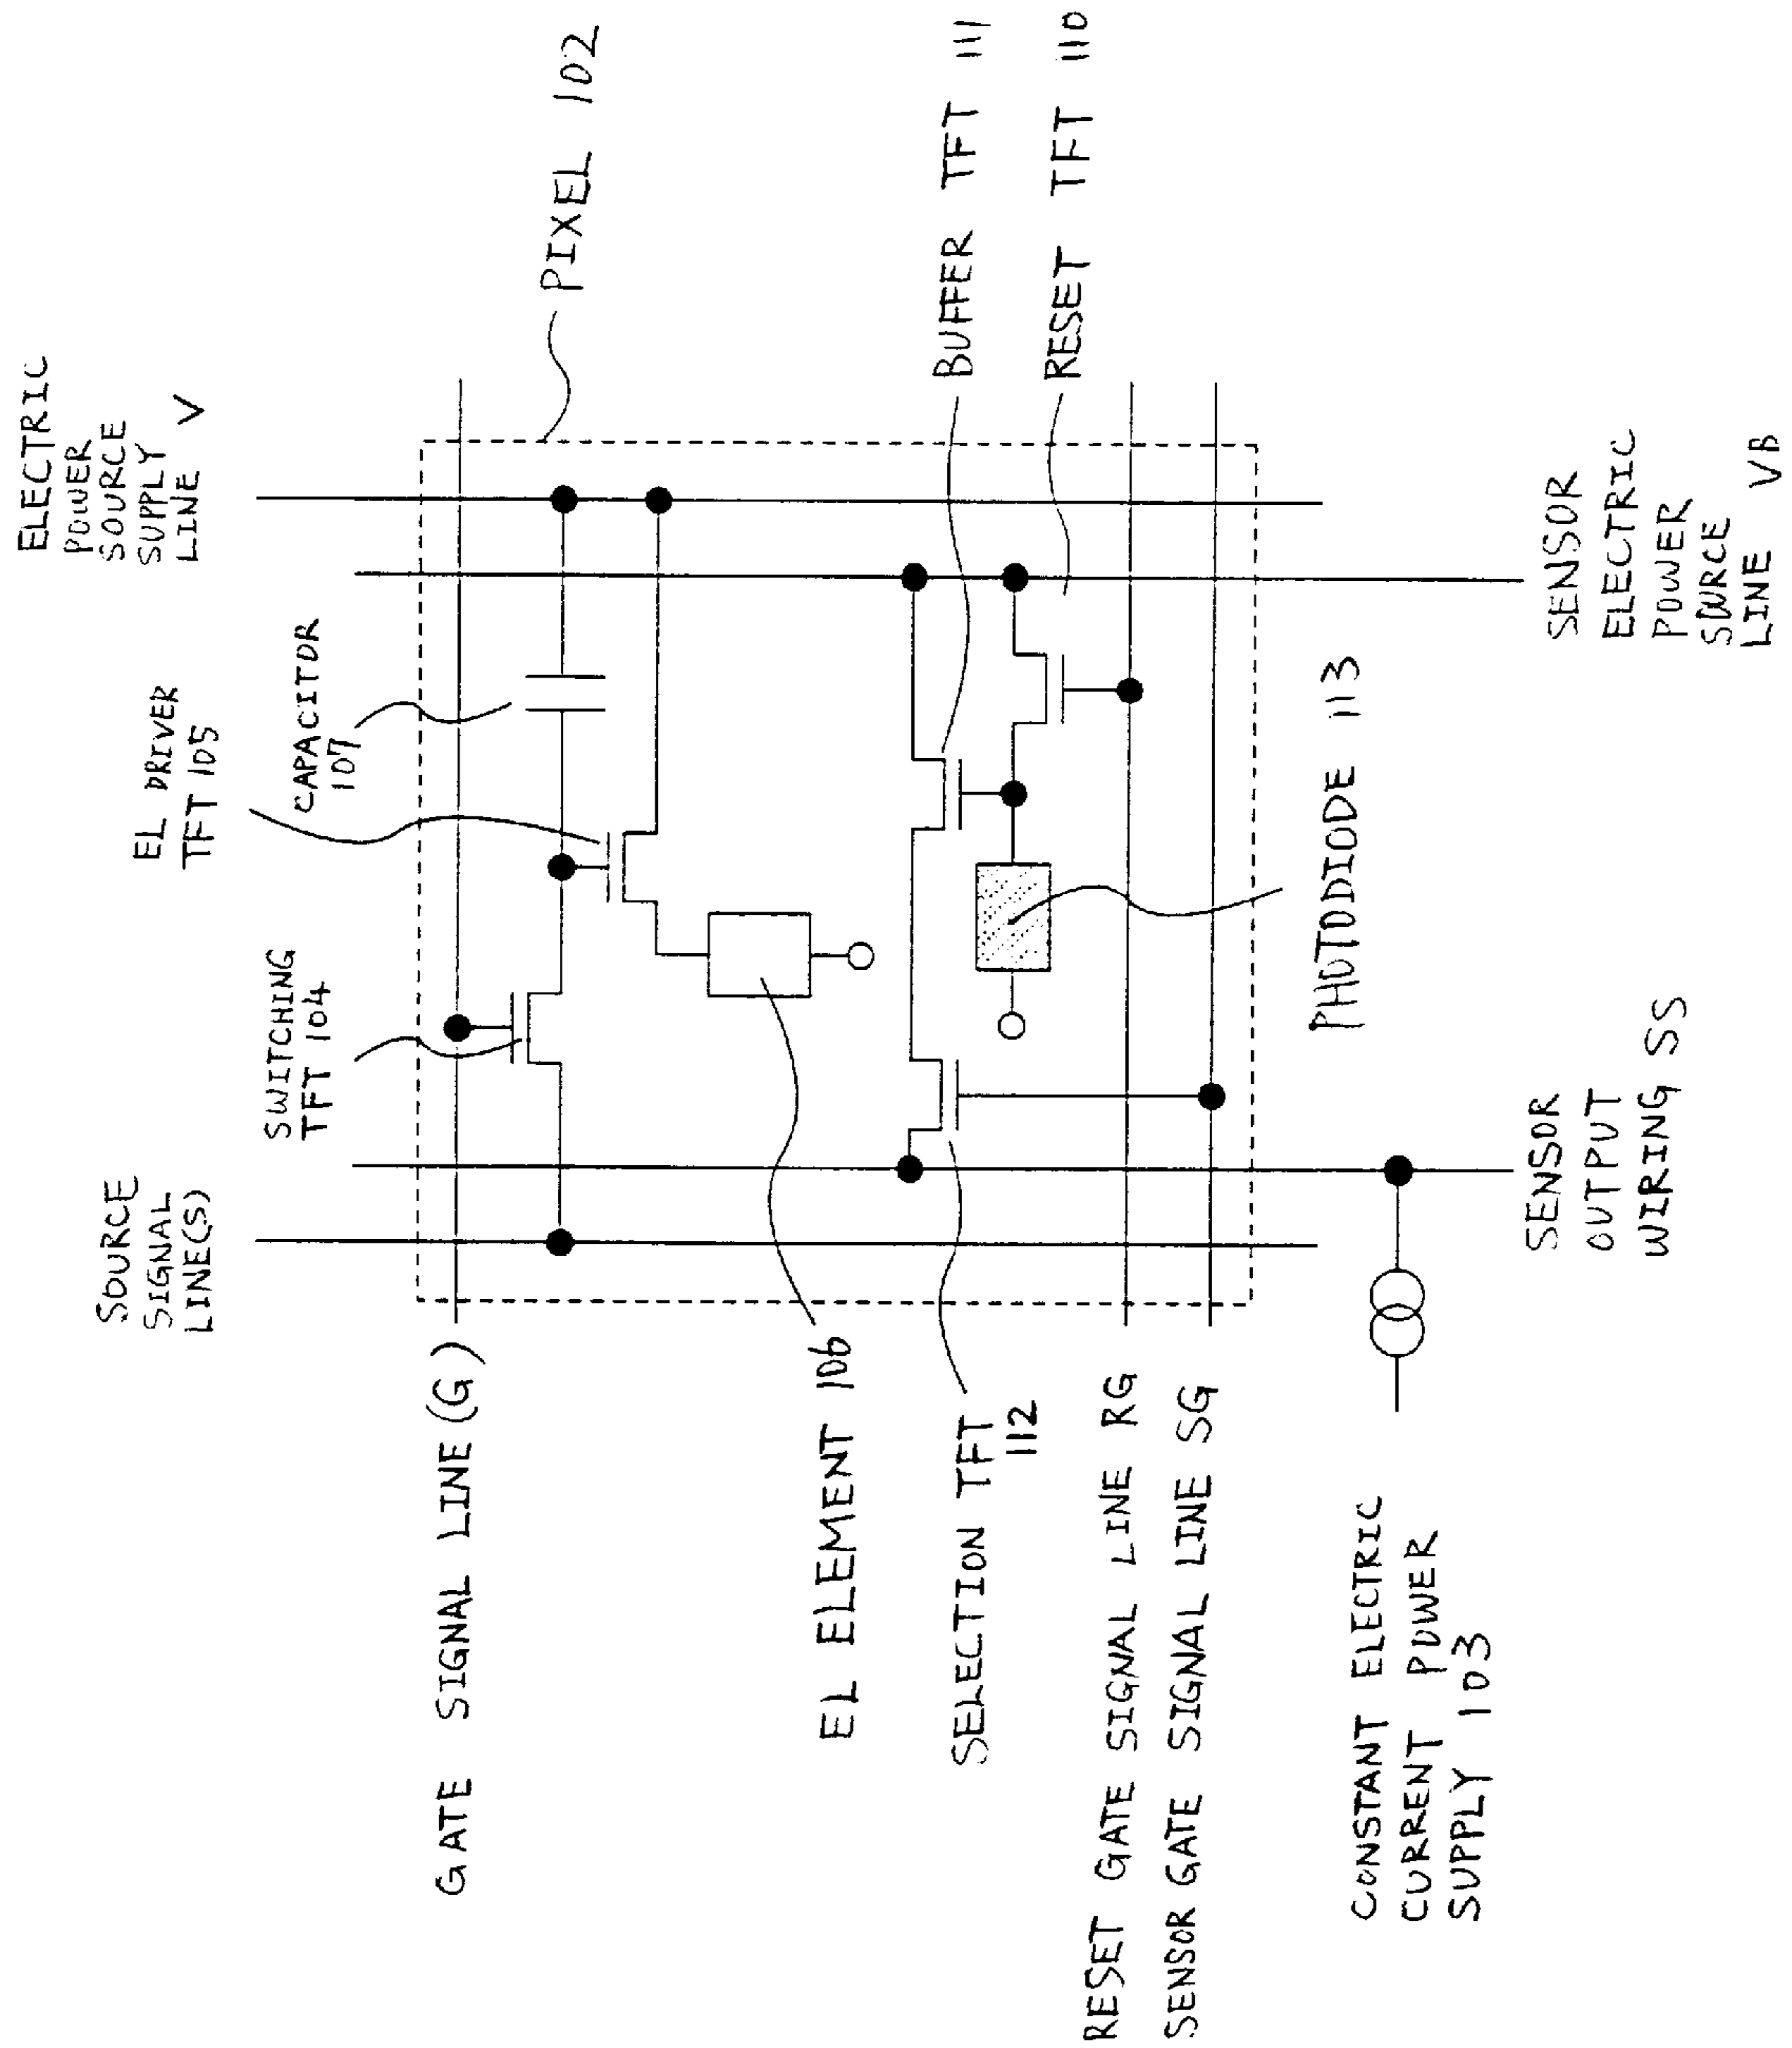 SOURCE
SIGNAL
LINE(S)
SWITCHING
TFT 104
EL DRIVER
TFT 105
CAPACITOR
107
ELECTRIC
POWER
SOURCE
SUPPLY
LINE V
GATE SIGNAL LINE (G)
PIXEL 102
EL ELEMENT 106
SELECTION TFT
112
BUFFER TFT 111
RESET TFT 110
RESET GATE SIGNAL LINE RG
SENSOR GATE SIGNAL LINE SG
PHOTODIODE 113
CONSTANT ELECTRIC
CURRENT POWER
SUPPLY 103
SENSOR
OUTPUT
WIRING SS
SENSOR
ELECTRIC
POWER
SOURCE
LINE VB